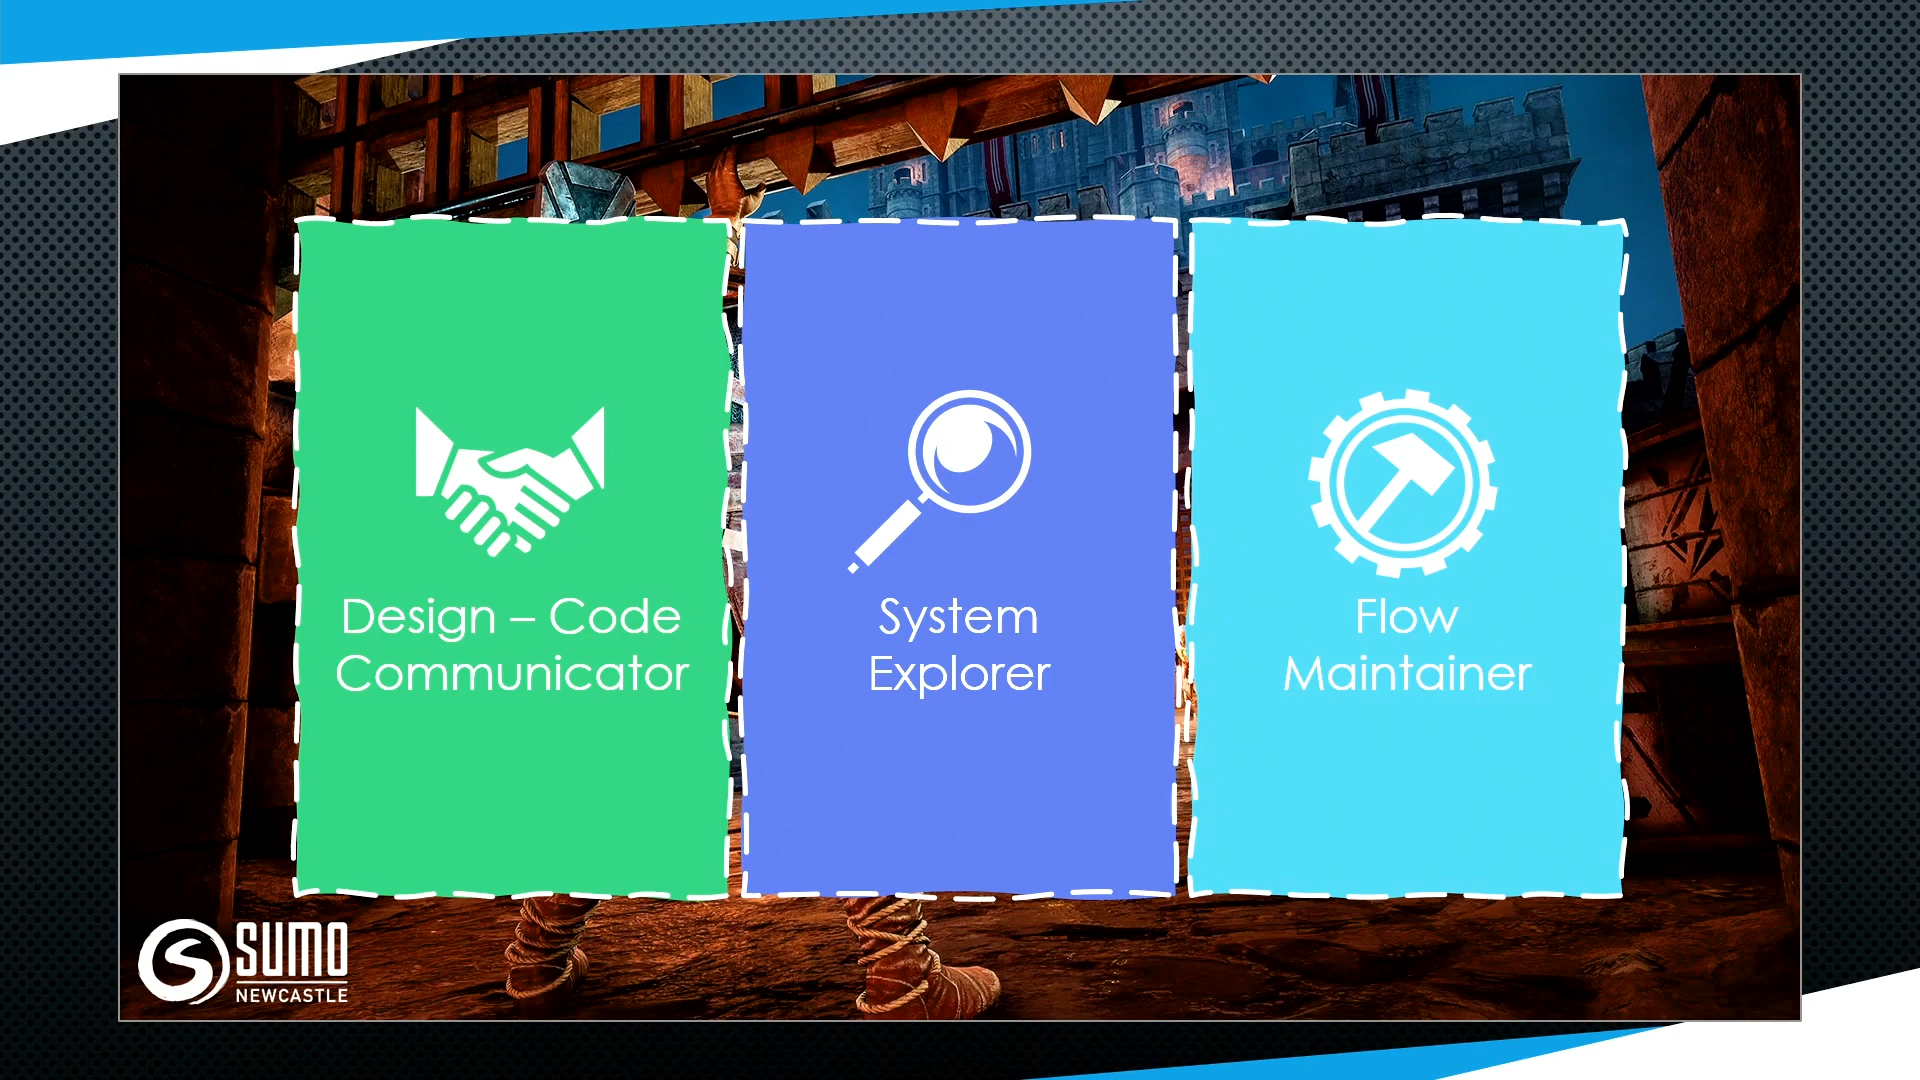 Design – Code
Communicator
System
Explorer
Flow
Maintainer
SUMO
NEWCASTLE